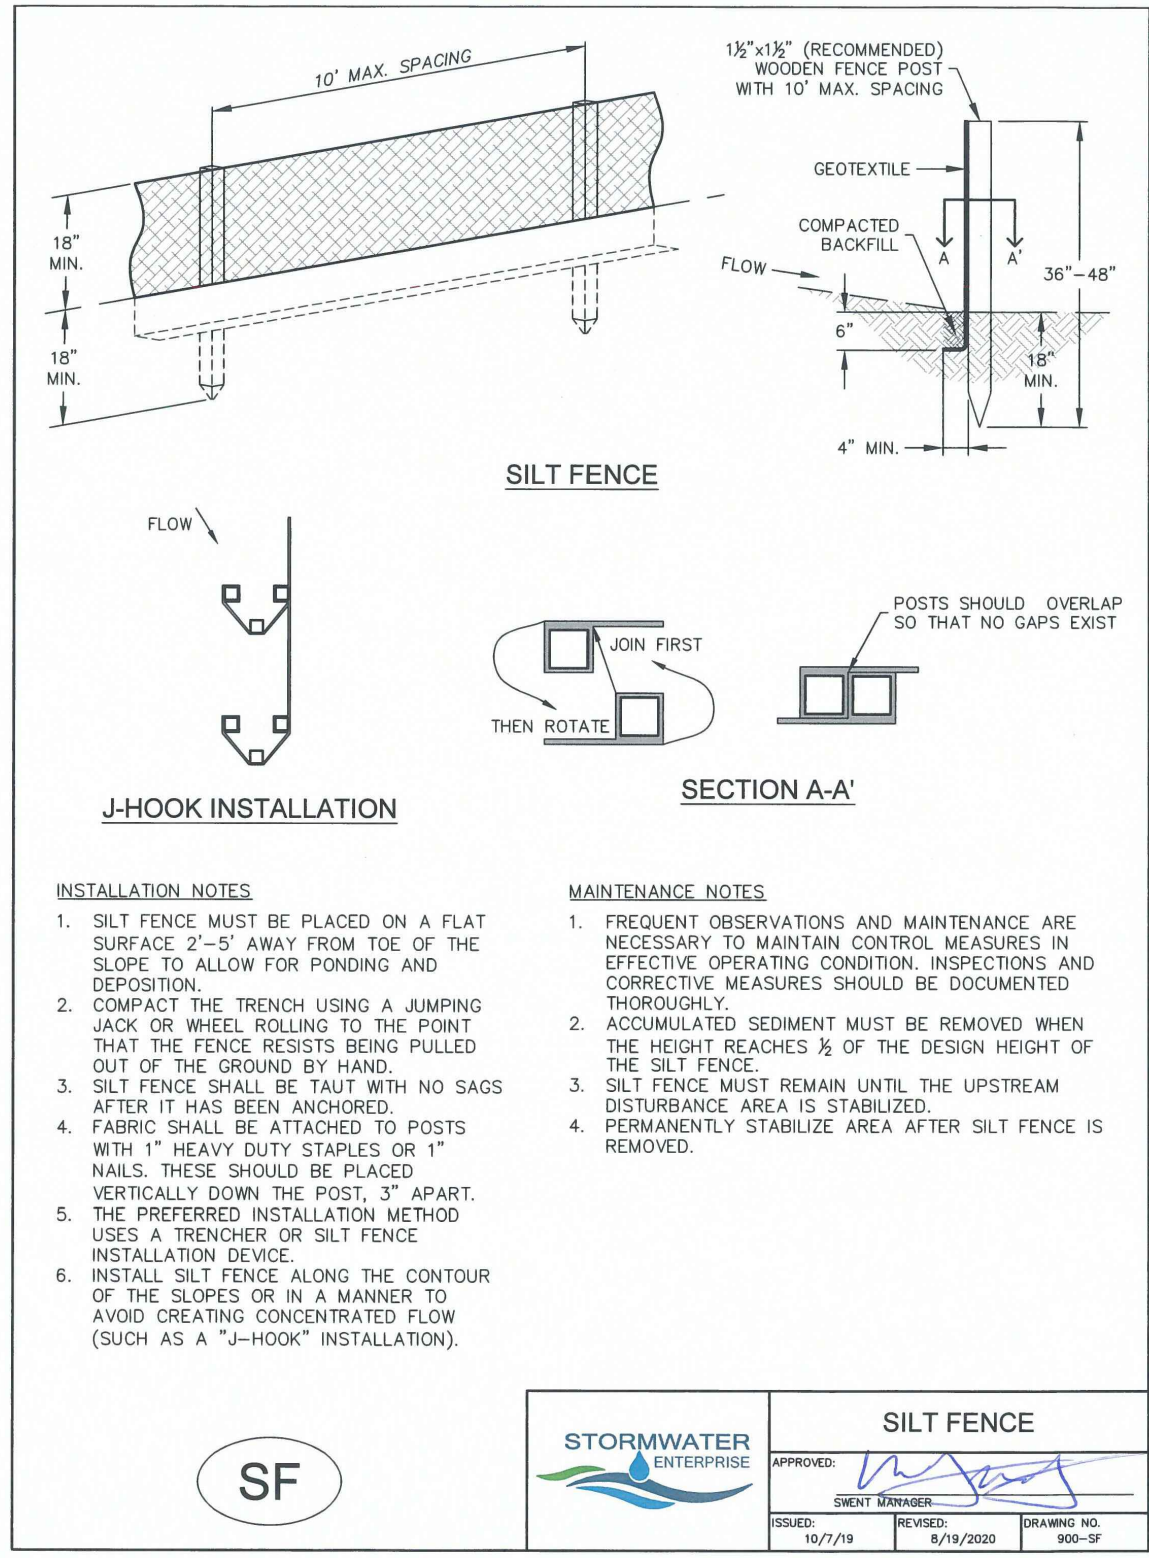 10' MAX. SPACING
18"
MIN.
18"
MIN.
1½"x1½" (RECOMMENDED)
WOODEN FENCE POST
WITH 10' MAX. SPACING
GEOTEXTILE
COMPACTED
BACKFILL
FLOW
A
A'
36"-48"
6"
18"
MIN.
4" MIN.
SILT FENCE
FLOW
J-HOOK INSTALLATION
JOIN FIRST
THEN ROTATE
POSTS SHOULD OVERLAP
SO THAT NO GAPS EXIST
SECTION A-A'
INSTALLATION NOTES
1. SILT FENCE MUST BE PLACED ON A FLAT
SURFACE 2'-5' AWAY FROM TOE OF THE
SLOPE TO ALLOW FOR PONDING AND
DEPOSITION.
2. COMPACT THE TRENCH USING A JUMPING
JACK OR WHEEL ROLLING TO THE POINT
THAT THE FENCE RESISTS BEING PULLED
OUT OF THE GROUND BY HAND.
3. SILT FENCE SHALL BE TAUT WITH NO SAGS
AFTER IT HAS BEEN ANCHORED.
4. FABRIC SHALL BE ATTACHED TO POSTS
WITH 1" HEAVY DUTY STAPLES OR 1"
NAILS. THESE SHOULD BE PLACED
VERTICALLY DOWN THE POST, 3" APART.
5. THE PREFERRED INSTALLATION METHOD
USES A TRENCHER OR SILT FENCE
INSTALLATION DEVICE.
6. INSTALL SILT FENCE ALONG THE CONTOUR
OF THE SLOPES OR IN A MANNER TO
AVOID CREATING CONCENTRATED FLOW
(SUCH AS A "J-HOOK" INSTALLATION).
MAINTENANCE NOTES
1. FREQUENT OBSERVATIONS AND MAINTENANCE ARE
NECESSARY TO MAINTAIN CONTROL MEASURES IN
EFFECTIVE OPERATING CONDITION. INSPECTIONS AND
CORRECTIVE MEASURES SHOULD BE DOCUMENTED
THOROUGHLY.
2. ACCUMULATED SEDIMENT MUST BE REMOVED WHEN
THE HEIGHT REACHES ½ OF THE DESIGN HEIGHT OF
THE SILT FENCE.
3. SILT FENCE MUST REMAIN UNTIL THE UPSTREAM
DISTURBANCE AREA IS STABILIZED.
4. PERMANENTLY STABILIZE AREA AFTER SILT FENCE IS
REMOVED.
SF
STORMWATER
ENTERPRISE
SILT FENCE
APPROVED:
SWENT MANAGER
ISSUED:
10/7/19
REVISED:
8/19/2020
DRAWING NO.
900-SF